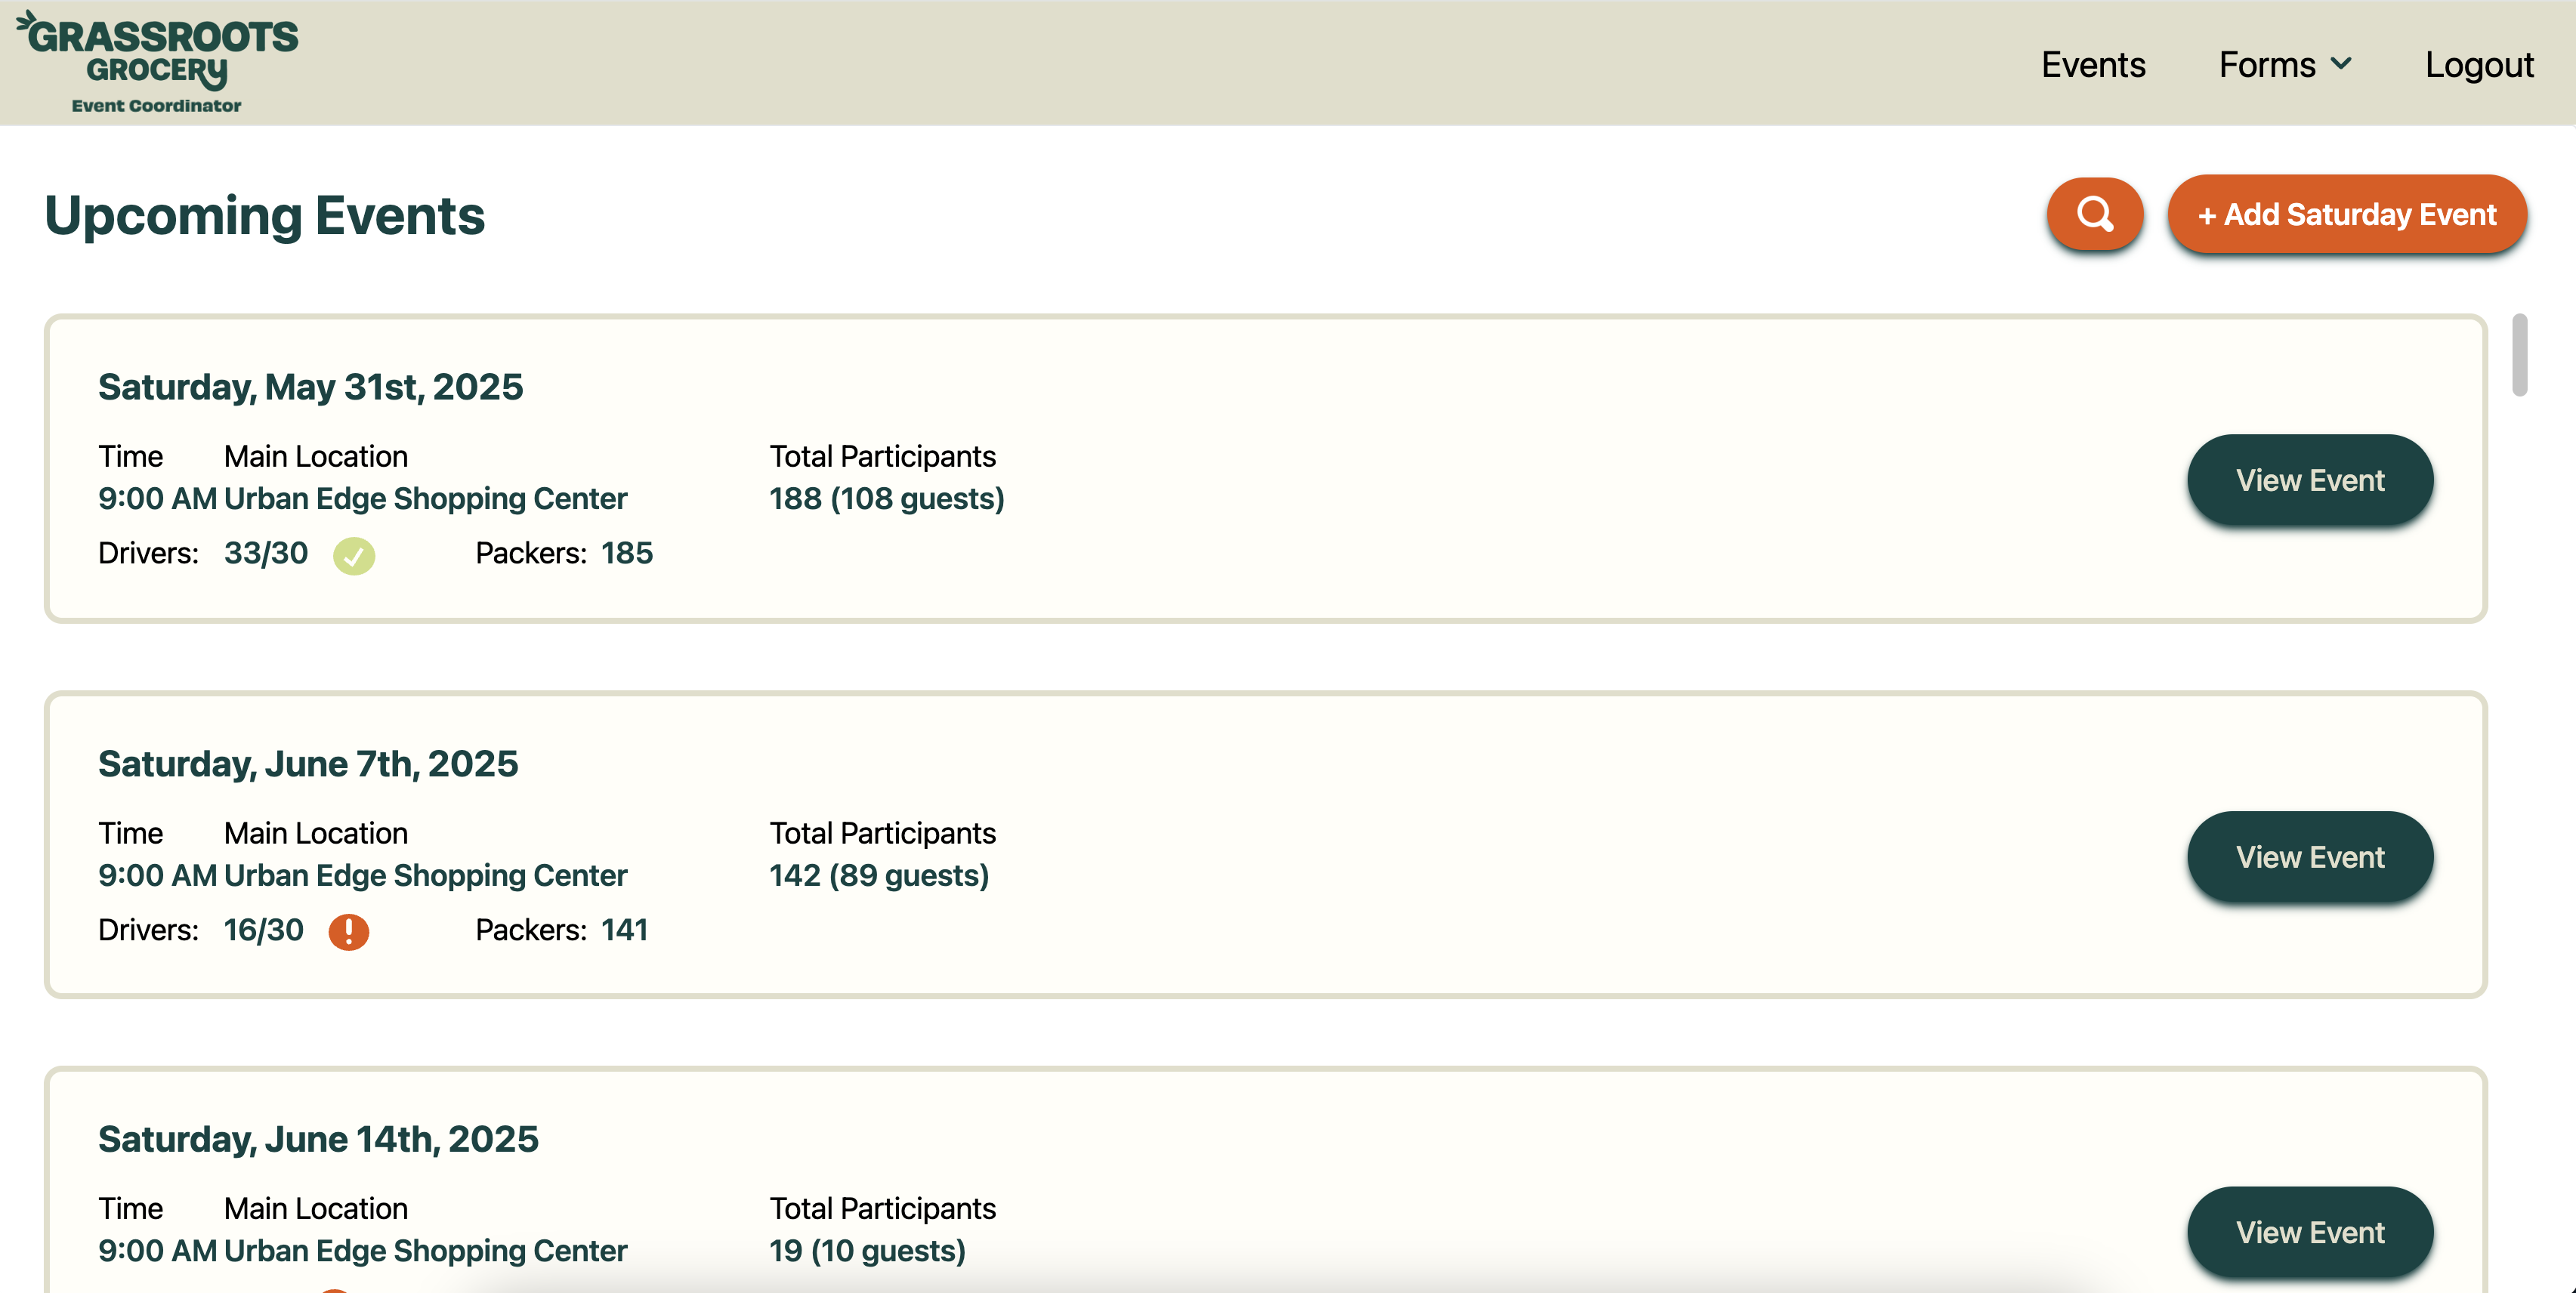 GRASSROOTS
GROCERY
Event Coordinator
Events Forms Logout
Upcoming Events
+ Add Saturday Event
Saturday, May 31st, 2025
Time Main Location Total Participants
9:00 AM Urban Edge Shopping Center 188 (108 guests)
View Event
Drivers: 33/30 Packers: 185
Saturday, June 7th, 2025
Time Main Location Total Participants
9:00 AM Urban Edge Shopping Center 142 (89 guests)
View Event
Drivers: 16/30 Packers: 141
Saturday, June 14th, 2025
Time Main Location Total Participants
9:00 AM Urban Edge Shopping Center 19 (10 guests)
View Event